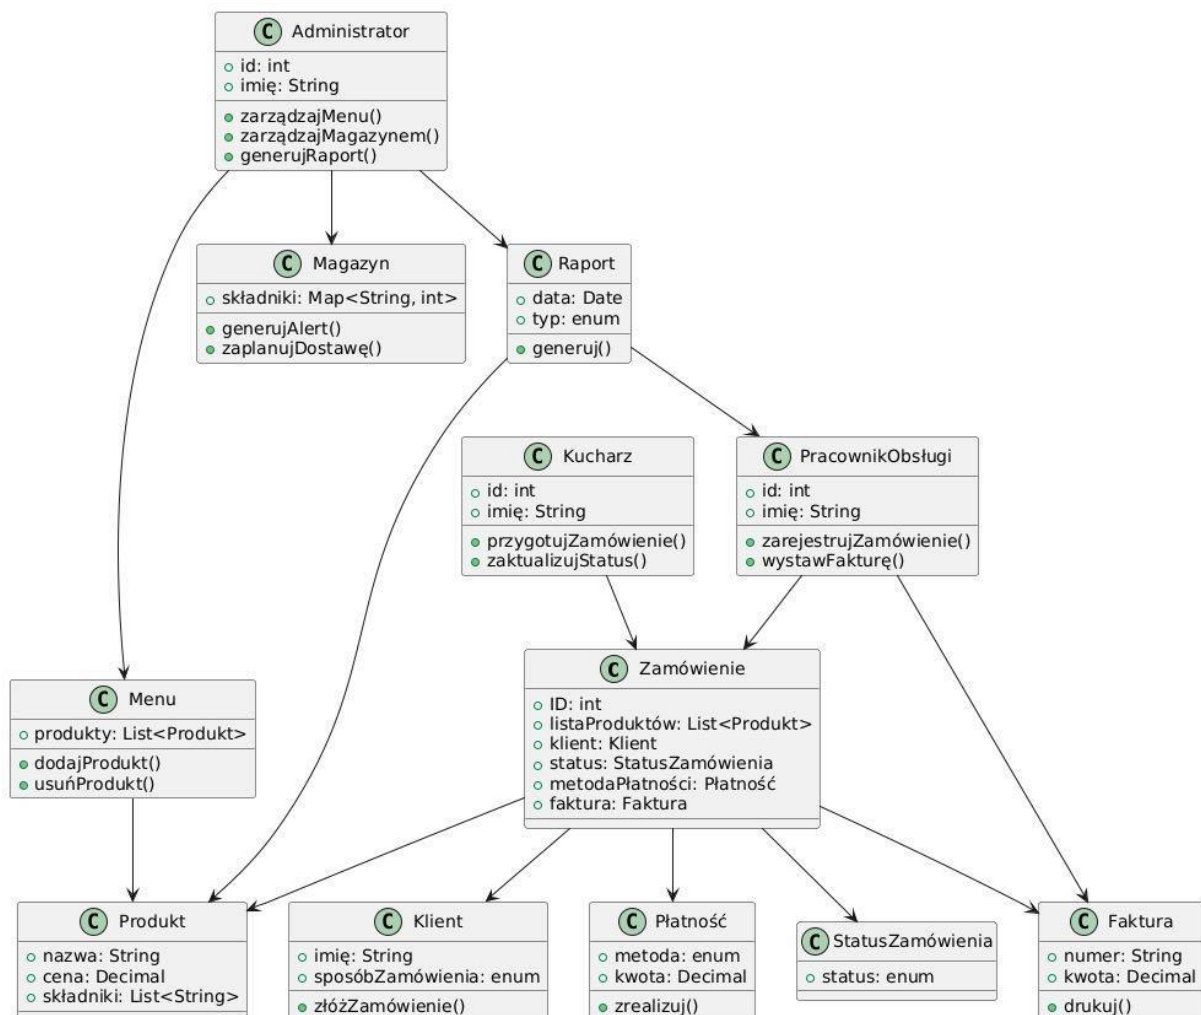 C Administrator
id: int
imię: String
zarządzajMenu()
zarządzajMagazynem()
generujRaport()
C Magazyn
składniki: Map<String, int>
generujAlert()
zaplanujDostawę()
C Raport
data: Date
typ: enum
generuj()
C Kucharz
id: int
imię: String
przygotujZamówienie()
zaktualizujStatus()
C PracownikObsługi
id: int
imię: String
zarejestrujZamówienie()
wystawFakturę()
C Menu
produkty: List<Produkt>
dodajProdukt()
usuńProdukt()
C Zamówienie
ID: int
listaProduktów: List<Produkt>
klient: Klient
status: StatusZamówienia
metodaPłatności: Płatność
faktura: Faktura
C Produkt
nazwa: String
cena: Decimal
składniki: List<String>
C Klient
imię: String
sposóbZamówienia: enum
złóżZamówienie()
C Płatność
metoda: enum
kwota: Decimal
zrealizuj()
C StatusZamówienia
status: enum
C Faktura
numer: String
kwota: Decimal
drukuj()